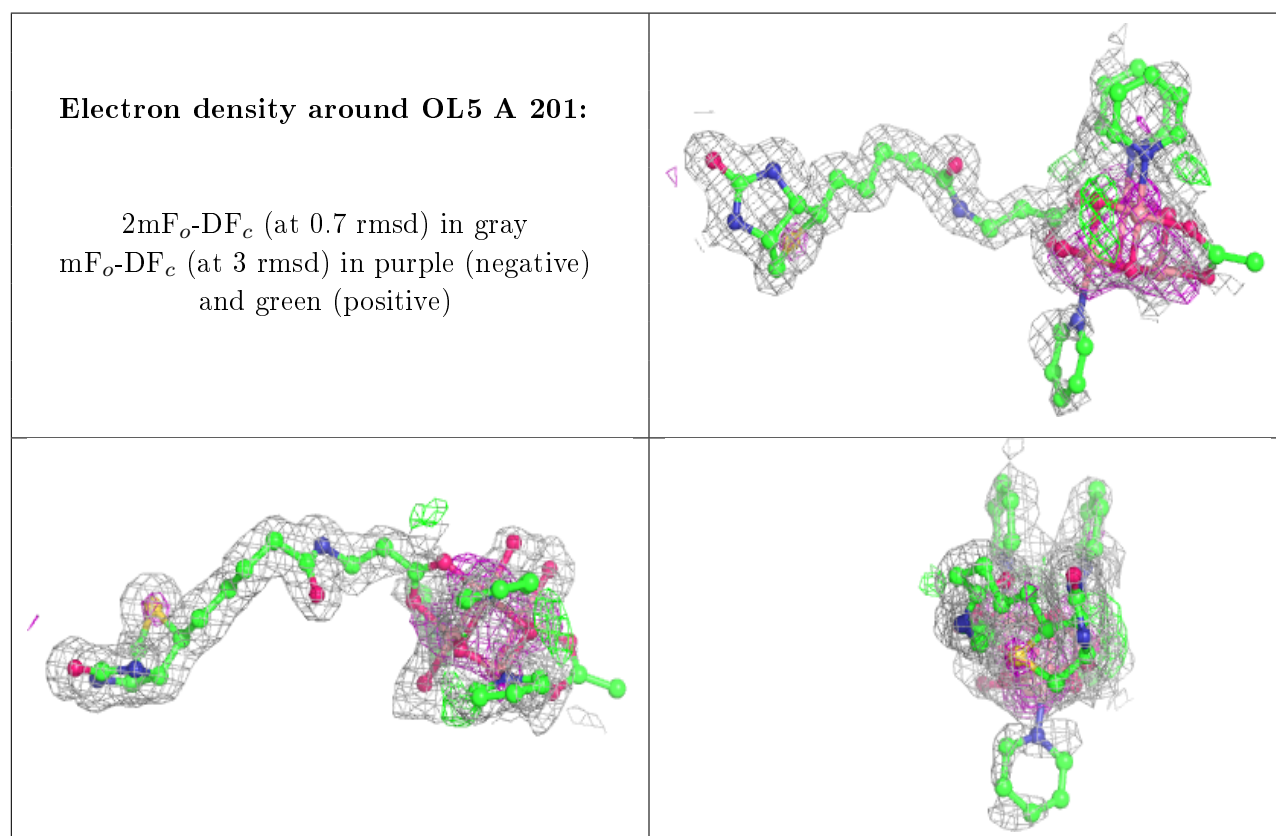 Electron density around OL5 A 201:
2mFo-DFc (at 0.7 rmsd) in gray
mFo-DFc (at 3 rmsd) in purple (negative)
and green (positive)